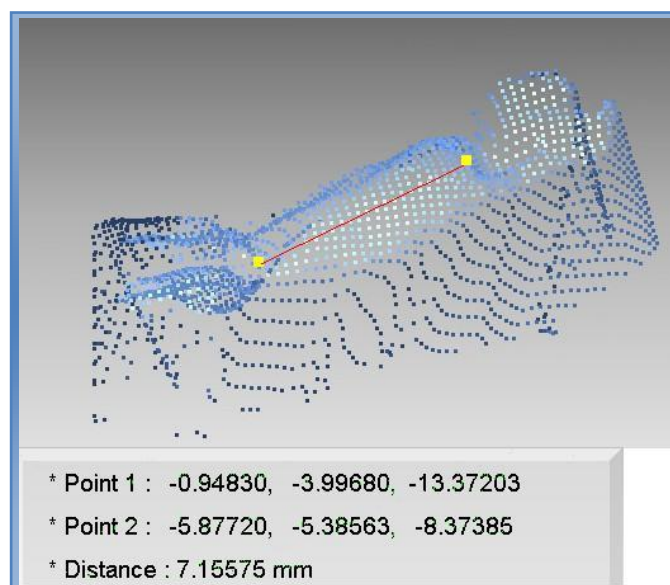 * Point 1 : -0.94830, -3.99680, -13.37203
* Point 2 : -5.87720, -5.38563, -8.37385
* Distance : 7.15575 mm